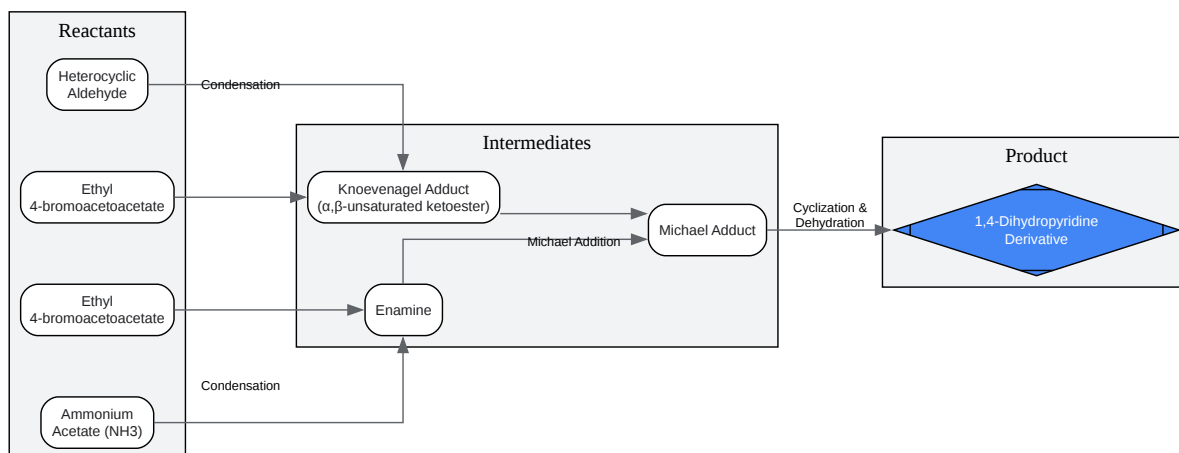 Reactants
Heterocyclic
Aldehyde
Condensation
Ethyl
4-bromoacetoacetate
Ethyl
4-bromoacetoacetate
Condensation
Ammonium
Acetate (NH3)
Intermediates
Knoevenagel Adduct
(α,β-unsaturated ketoester)
Michael Addition
Michael Adduct
Enamine
Cyclization &
Dehydration
Product
1,4-Dihydropyridine
Derivative